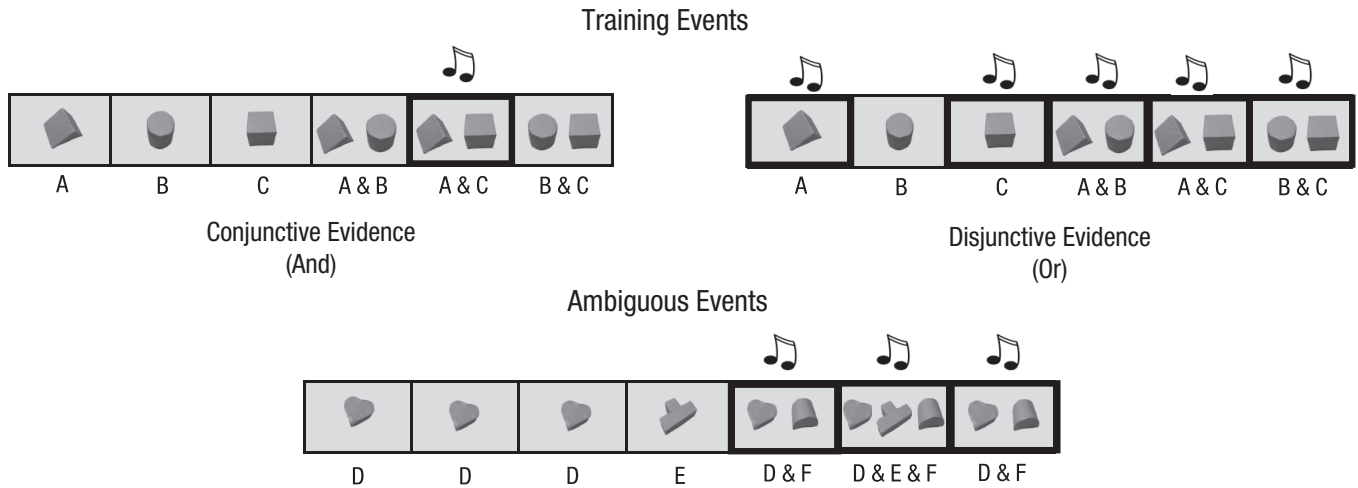 Training Events
A B C A & B A & C B & C
A B C A & B A & C B & C
Conjunctive Evidence
(And)
Disjunctive Evidence
(Or)
Ambiguous Events
D D D E D & F D & E & F D & F